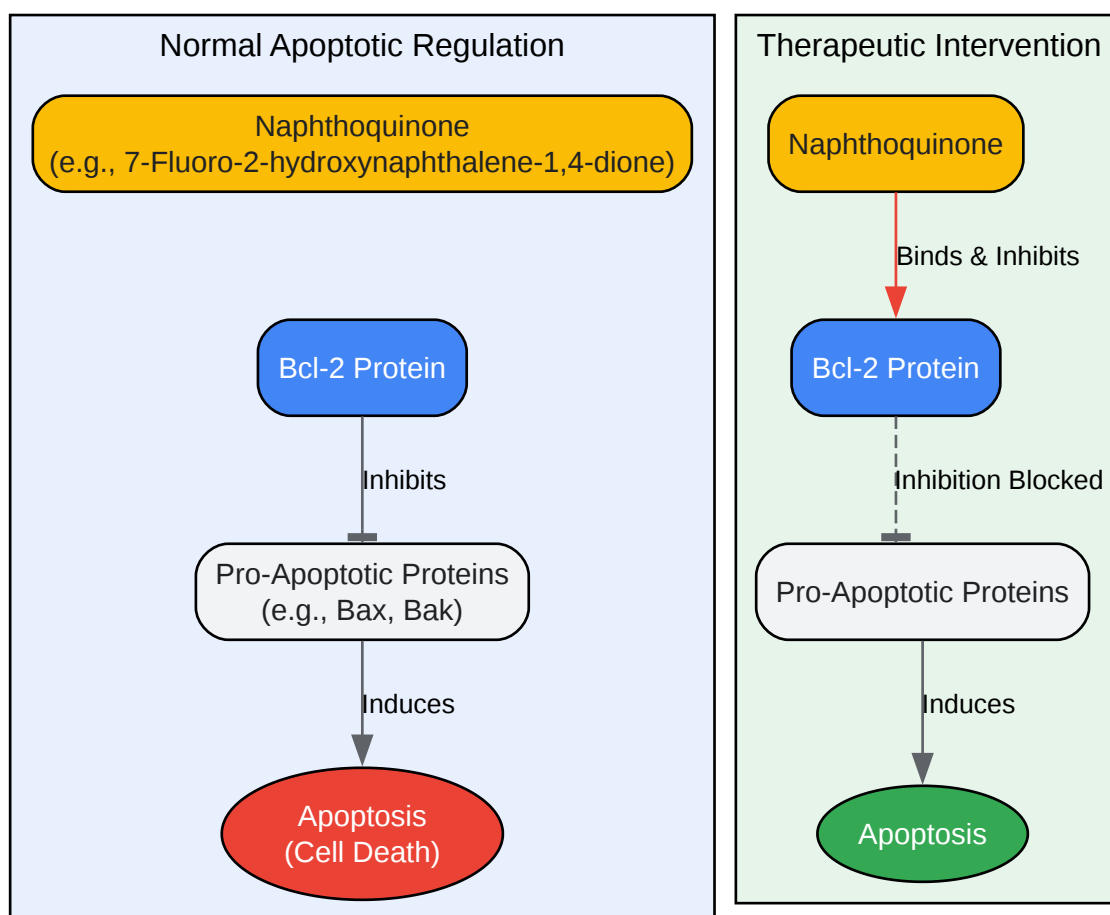 Normal Apoptotic Regulation
Naphthoquinone
(e.g., 7-Fluoro-2-hydroxynaphthalene-1,4-dione)
Bcl-2 Protein
Inhibits
Pro-Apoptotic Proteins
(e.g., Bax, Bak)
Induces
Apoptosis
(Cell Death)
Therapeutic Intervention
Naphthoquinone
Binds & Inhibits
Bcl-2 Protein
Inhibition Blocked
Pro-Apoptotic Proteins
Induces
Apoptosis